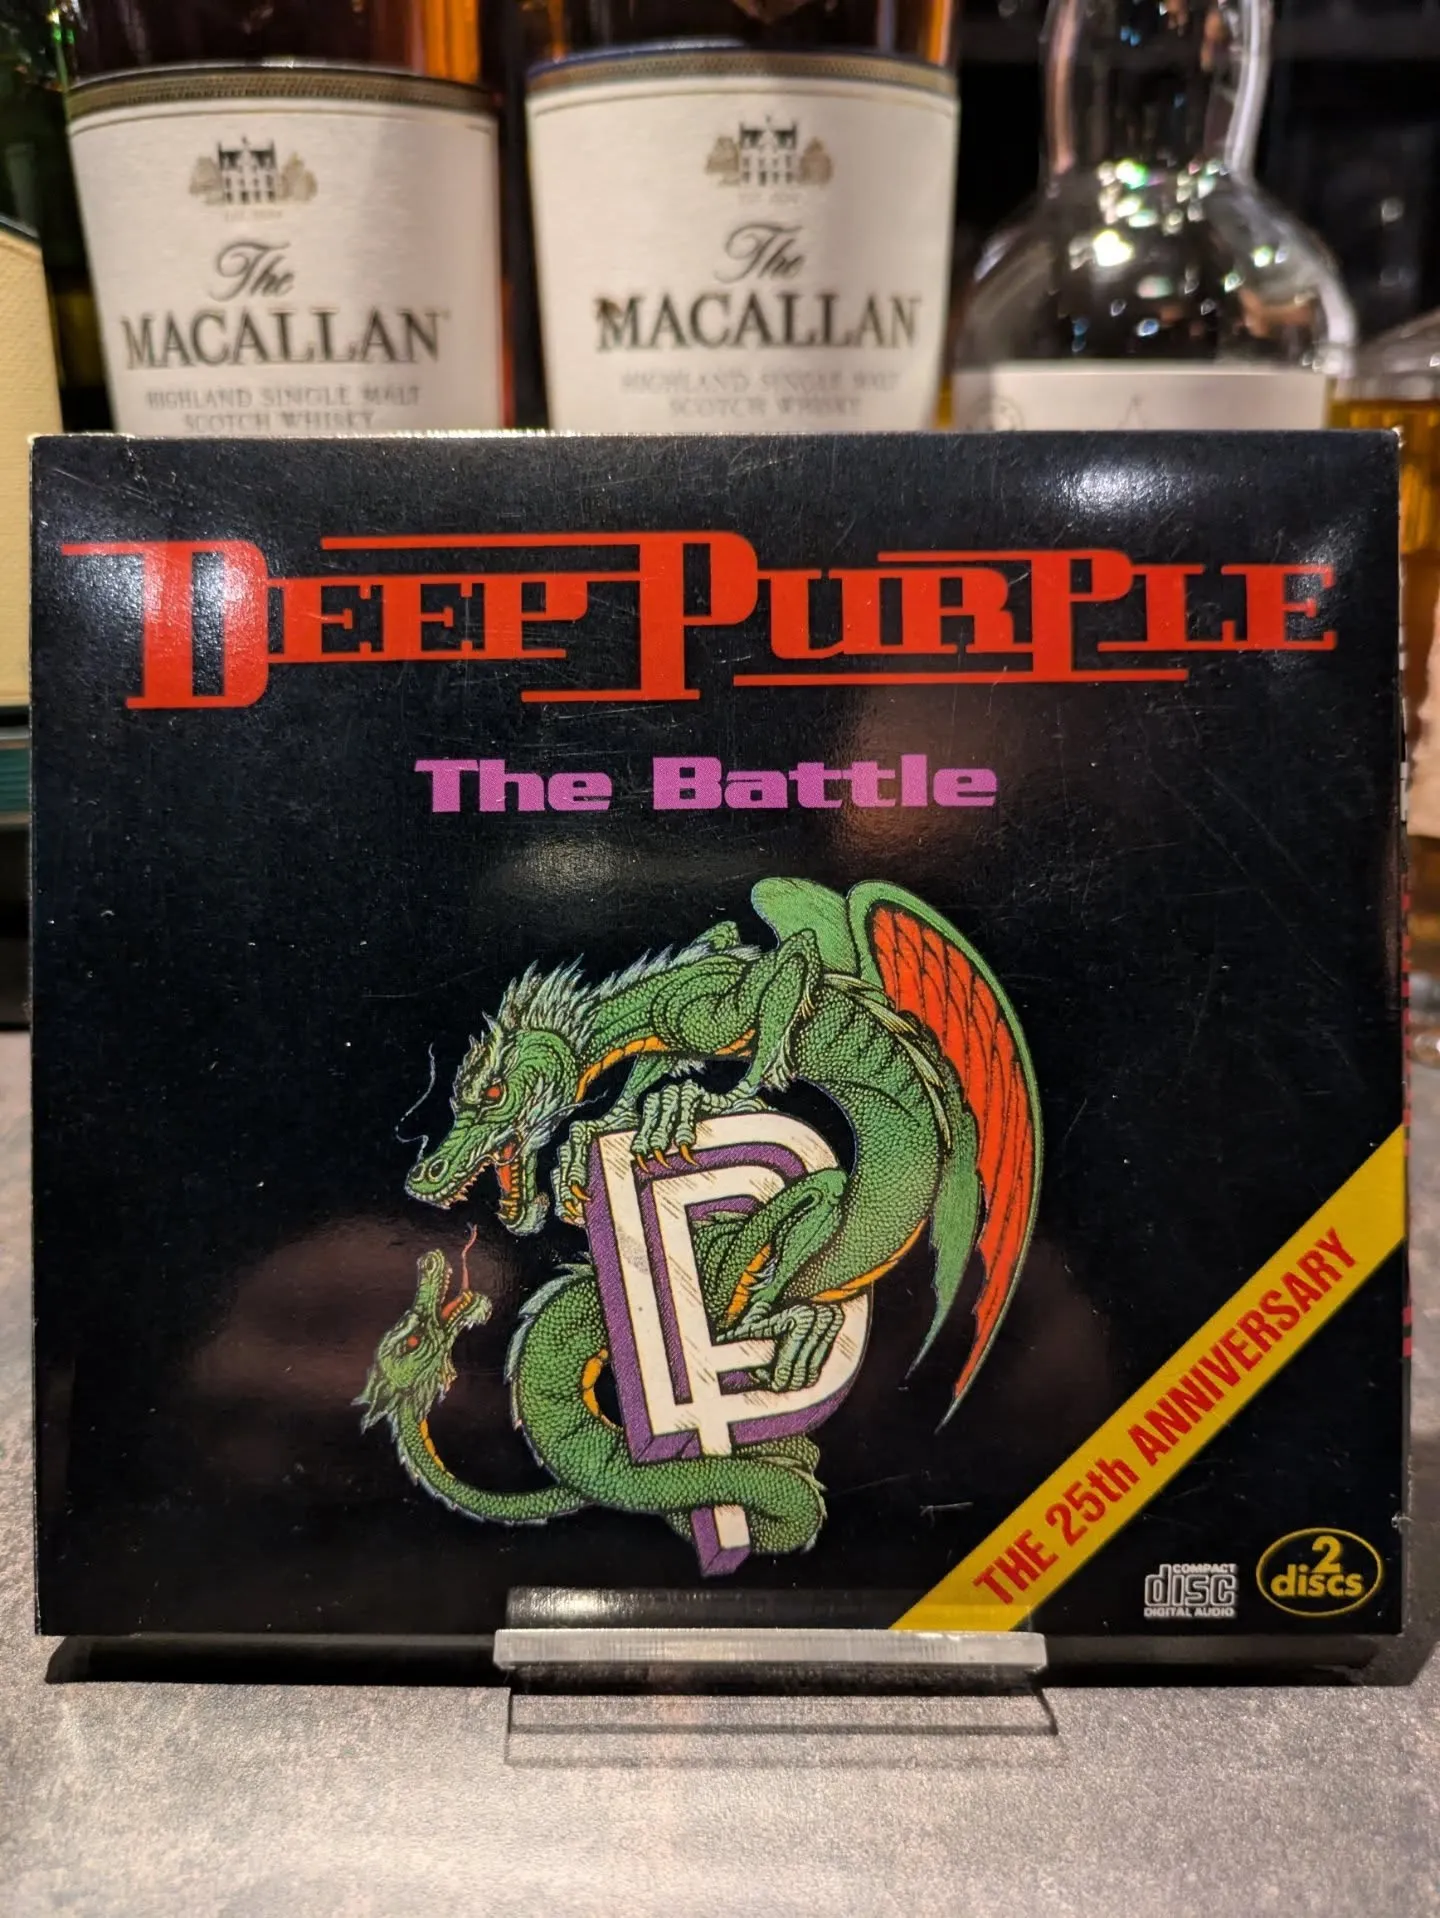 The
MACALLAN
HIGHLAND SINGLE MALT
SCOTCH WHISKY
The
MACALLAN
HIGHLAND SINGLE MALT
SCOTCH WHISKY
DEEP PURPLE
The Battle
DP
THE 25th ANNIVERSARY
COMPACT
disc
DIGITAL AUDIO
2
discs